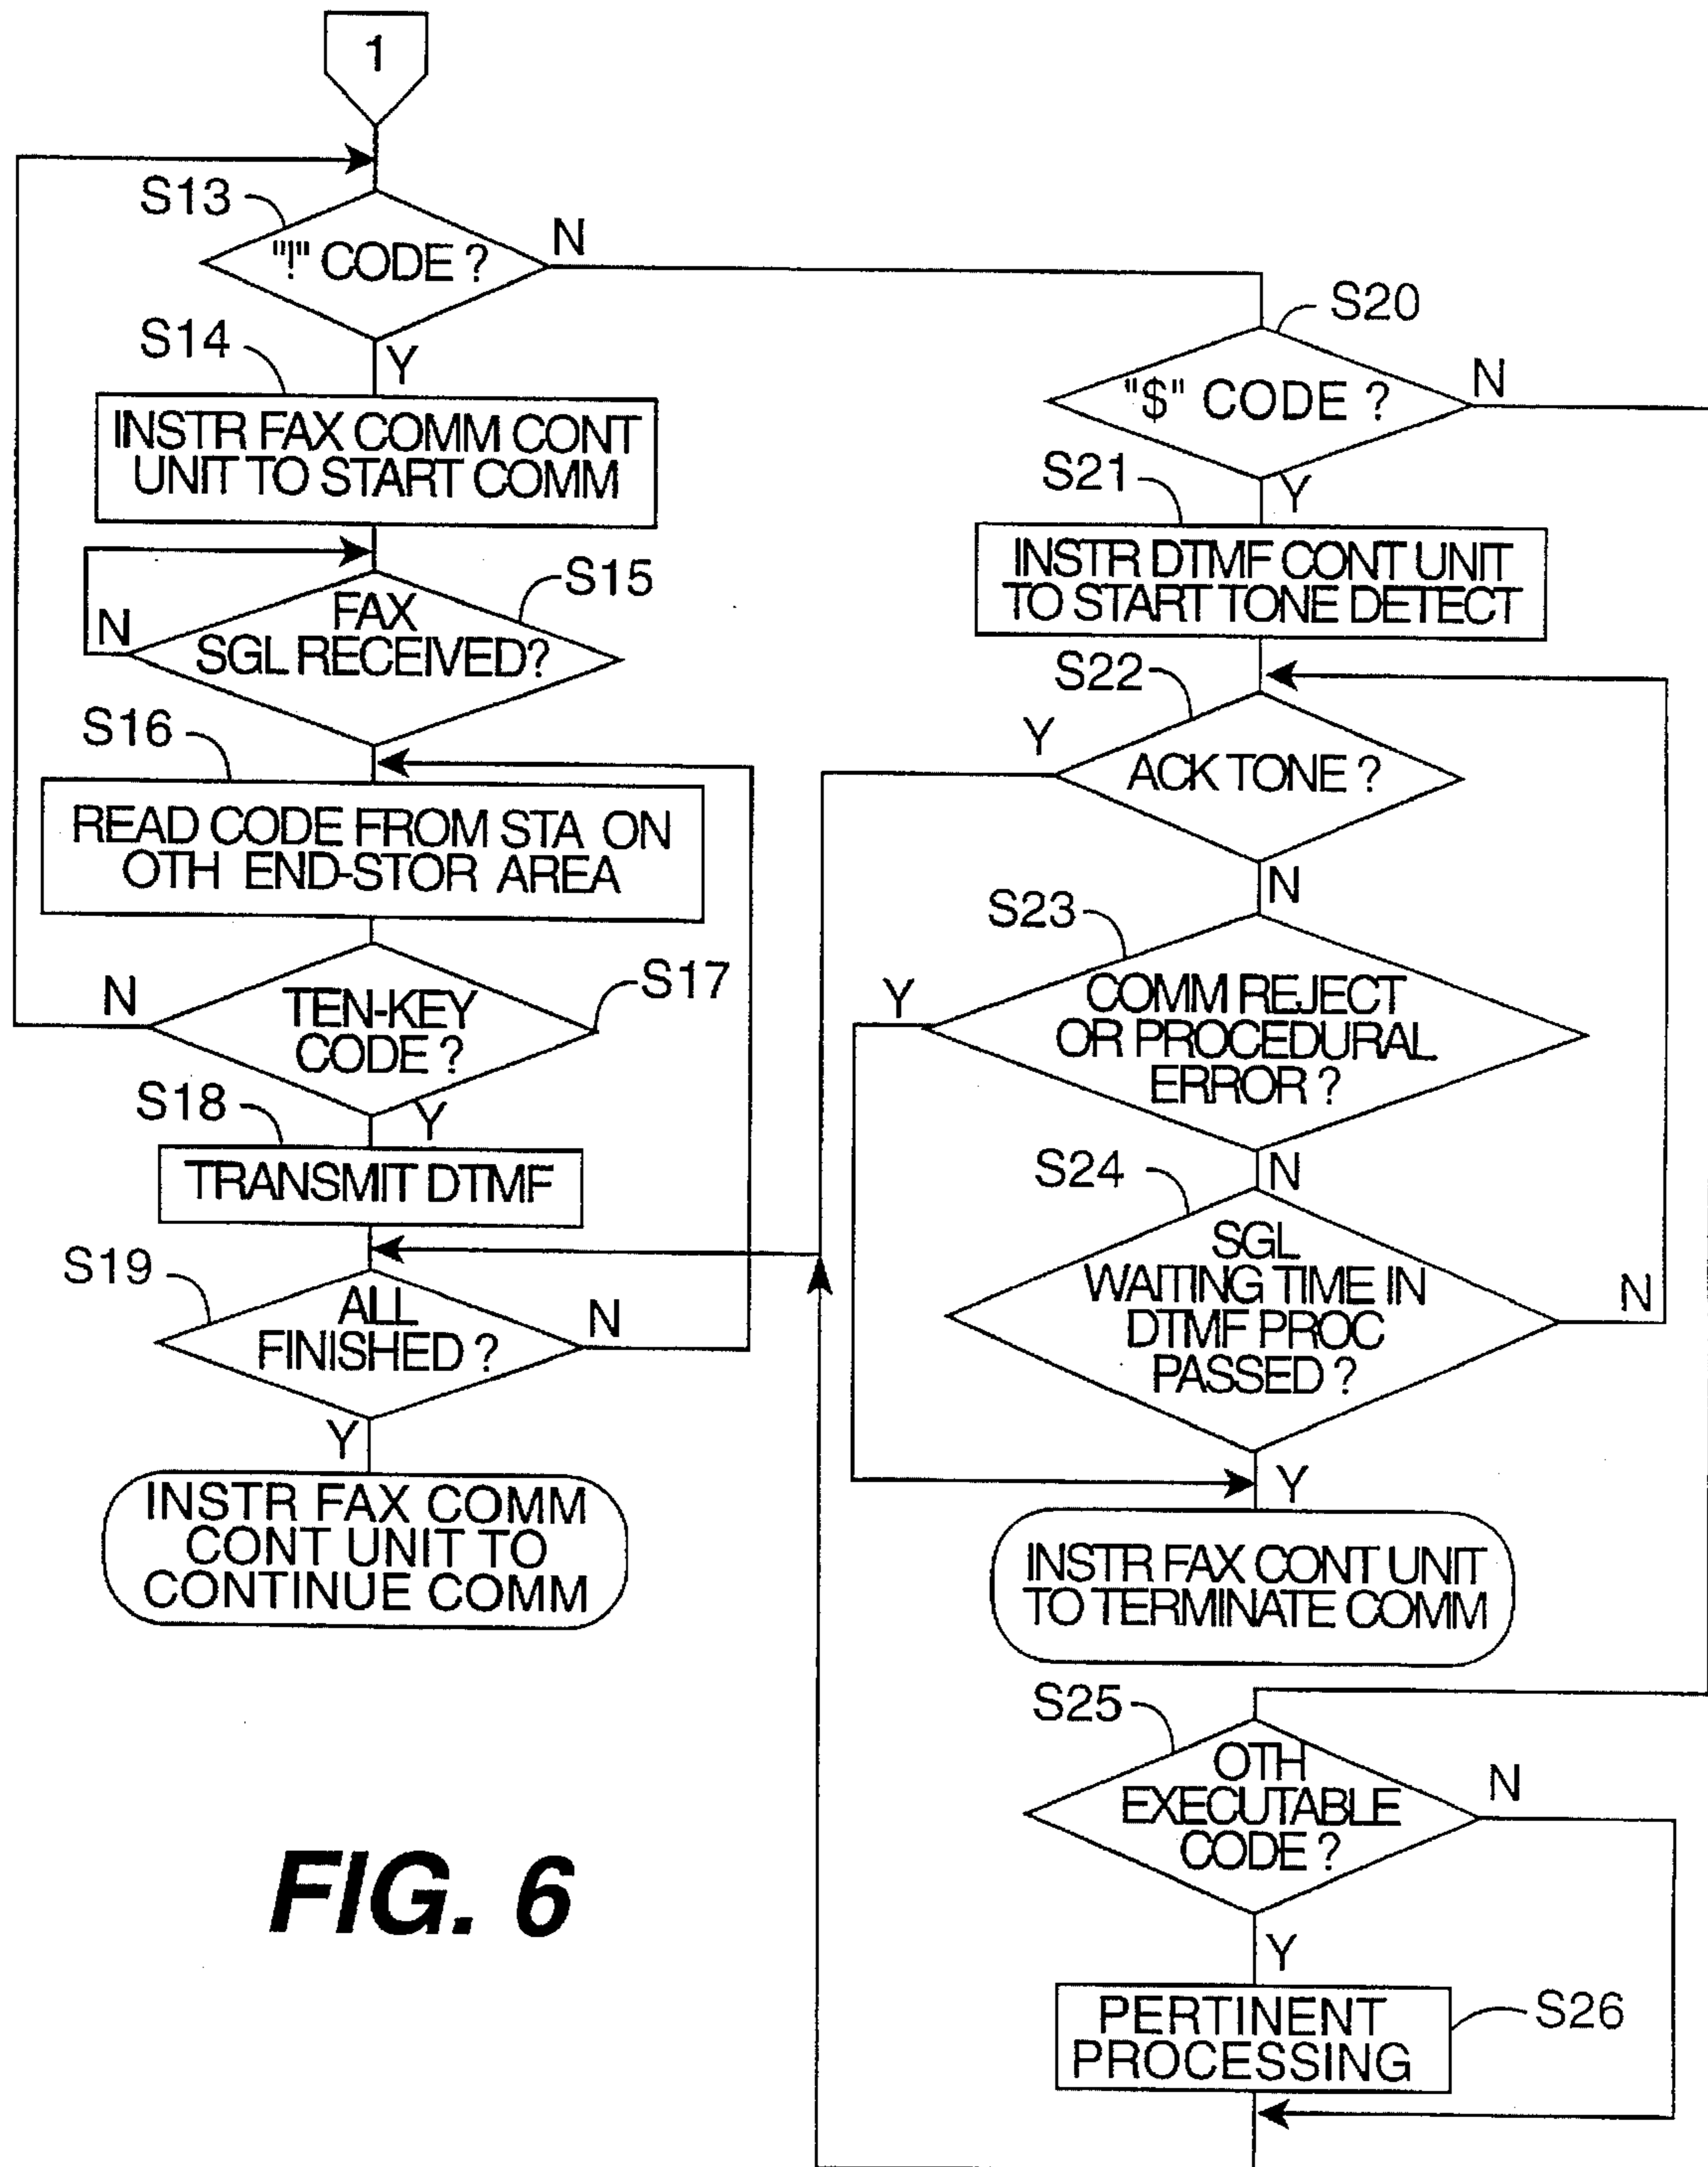 1
S13
"!" CODE ?
N
Y
S14
INSTR FAX COMM CONT
UNIT TO START COMM
S15
FAX
SGL RECEIVED?
N
S16
READ CODE FROM STA ON
OTH END-STOR AREA
S17
TEN-KEY
CODE ?
N
Y
S18
TRANSMIT DTMF
S19
ALL
FINISHED ?
N
Y
INSTR FAX COMM
CONT UNIT TO
CONTINUE COMM
S20
"$" CODE ?
N
Y
S21
INSTR DTMF CONT UNIT
TO START TONE DETECT
S22
ACK TONE ?
Y
N
S23
COMM REJECT
OR PROCEDURAL
ERROR ?
Y
N
S24
SGL
WAITING TIME IN
DTMF PROC
PASSED ?
N
Y
INSTR FAX CONT UNIT
TO TERMINATE COMM
S25
OTH
EXECUTABLE
CODE ?
N
Y
PERTINENT
PROCESSING
S26
FIG. 6